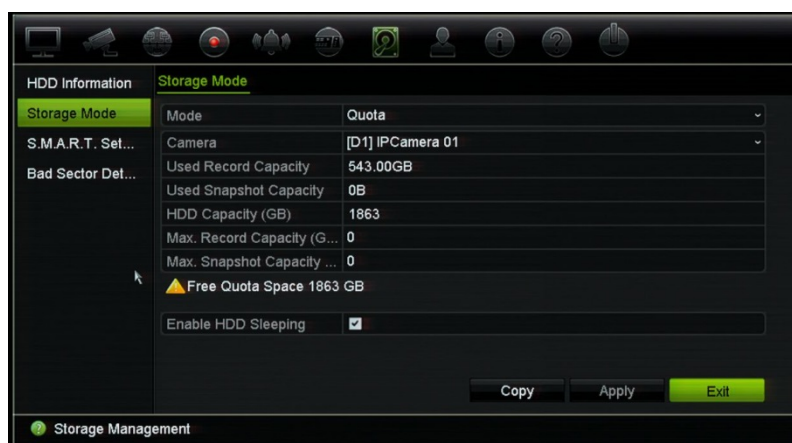 HDD Information
Storage Mode
S.M.A.R.T. Set...
Bad Sector Det...
Storage Mode
Mode Quota
Camera [D1] IPCamera 01
Used Record Capacity 543.00GB
Used Snapshot Capacity 0B
HDD Capacity (GB) 1863
Max. Record Capacity (G... 0
Max. Snapshot Capacity ... 0
Free Quota Space 1863 GB
Enable HDD Sleeping
Copy Apply Exit
Storage Management